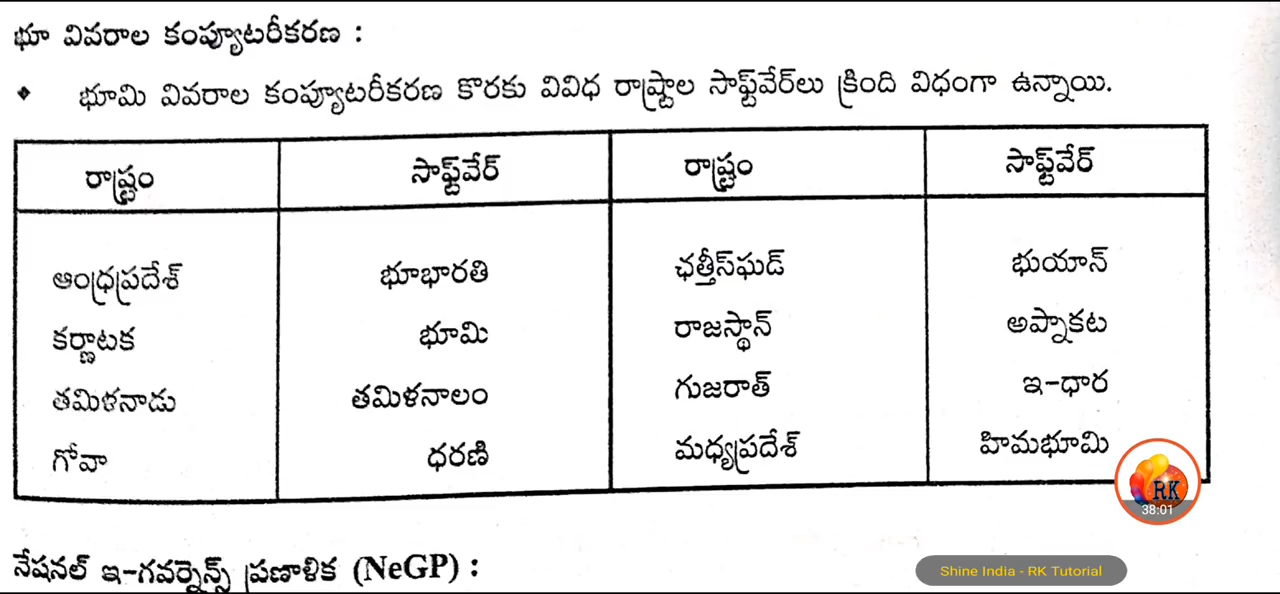 భూ వివరాల కంప్యూటరీకరణ :
❖ భూమి వివరాల కంప్యూటరీకరణ కొరకు వివిధ రాష్ట్రాల సాఫ్ట్‌వేర్‌లు క్రింది విధంగా ఉన్నాయి.
రాష్ట్రం సాఫ్ట్‌వేర్ రాష్ట్రం సాఫ్ట్‌వేర్
ఆంధ్రప్రదేశ్ భూభారతి ఛత్తీస్‌ఘడ్ భుయాన్
కర్ణాటక భూమి రాజస్థాన్ అప్నాకట
తమిళనాడు తమిళనాలం గుజరాత్ ఇ-ధార
గోవా ధరణి మధ్యప్రదేశ్ హిమభూమి
RK
38:01
నేషనల్ ఇ-గవర్నెన్స్ ప్రణాళిక (NeGP) :
Shine India - RK Tutorial